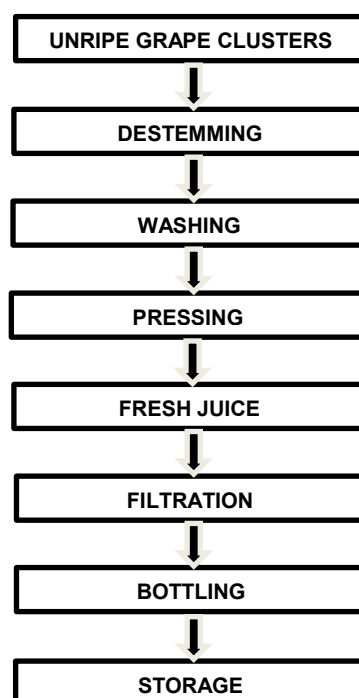 UNRIPE GRAPE CLUSTERS
DESTEMMING
WASHING
PRESSING
FRESH JUICE
FILTRATION
BOTTLING
STORAGE